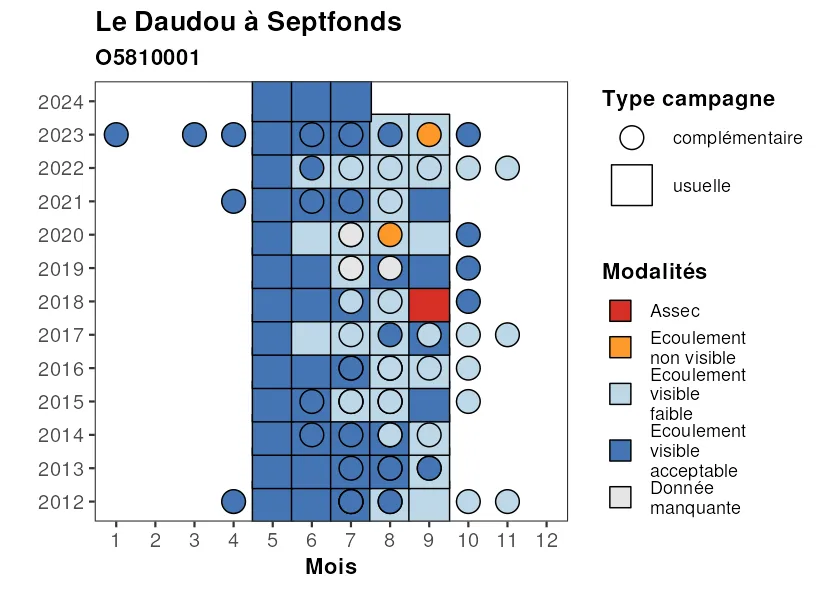 Le Daudou à Septfonds
O5810001
2024
2023
2022
2021
2020
2019
2018
2017
2016
2015
2014
2013
2012
1 2 3 4 5 6 7 8 9 10 11 12
Mois
Type campagne
complémentaire
usuelle
Modalités
Assec
Ecoulement
non visible
Ecoulement
visible
faible
Ecoulement
visible
acceptable
Donnée
manquante